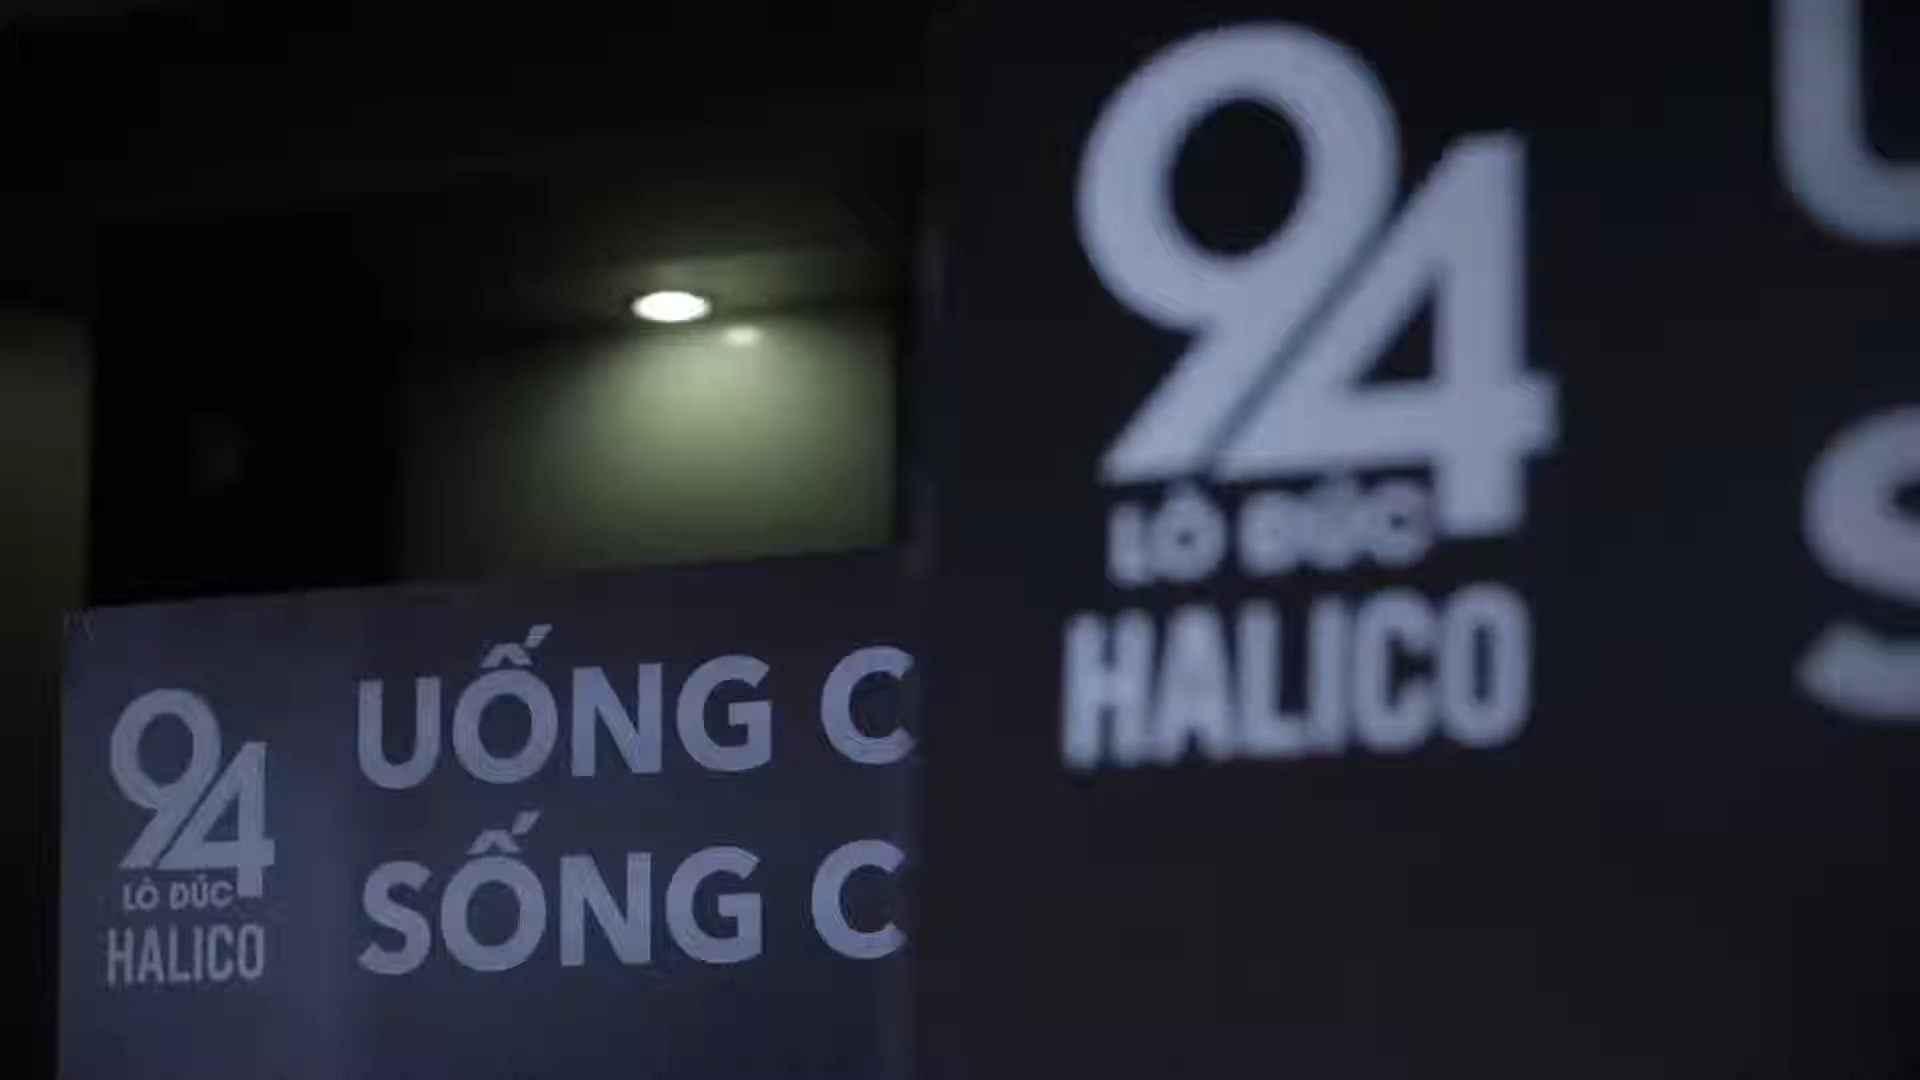 94
LÒ ĐÚC
HALICO
UỐNG C
SỐNG C
94
LÒ ĐÚC
HALICO
U
S